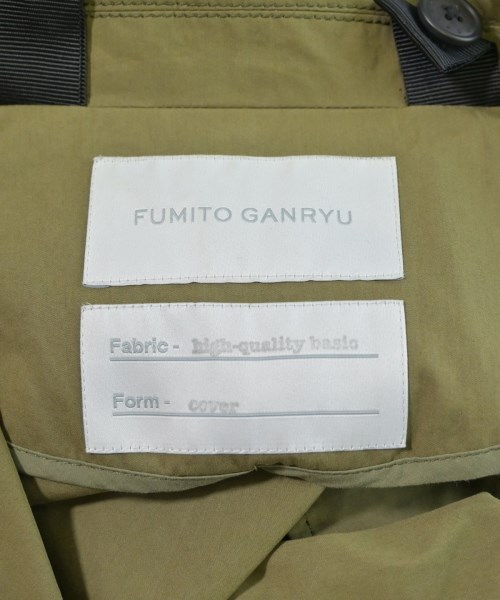 FUMITO GANRYU
Fabric - high-quality basic
Form - cover